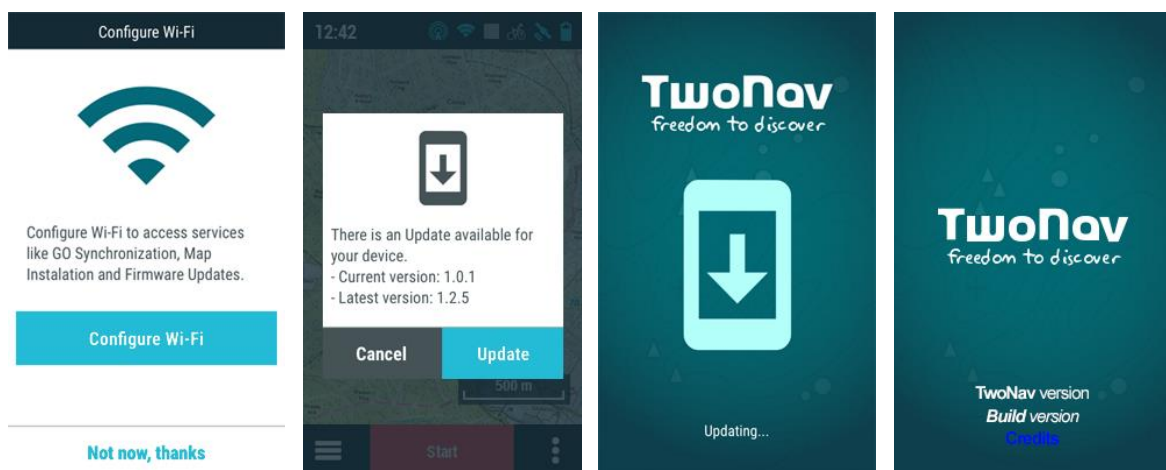 Configure Wi-Fi
Configure Wi-Fi to access services
like GO Synchronization, Map
Instalation and Firmware Updates.
Configure Wi-Fi
Not now, thanks
12:42
There is an Update available for
your device.
- Current version: 1.0.1
- Latest version: 1.2.5
Cancel
Update
500 m
Start
TwoNav
freedom to discover
Updating...
TwoNav
freedom to discover
TwoNav version
Build version
Credits